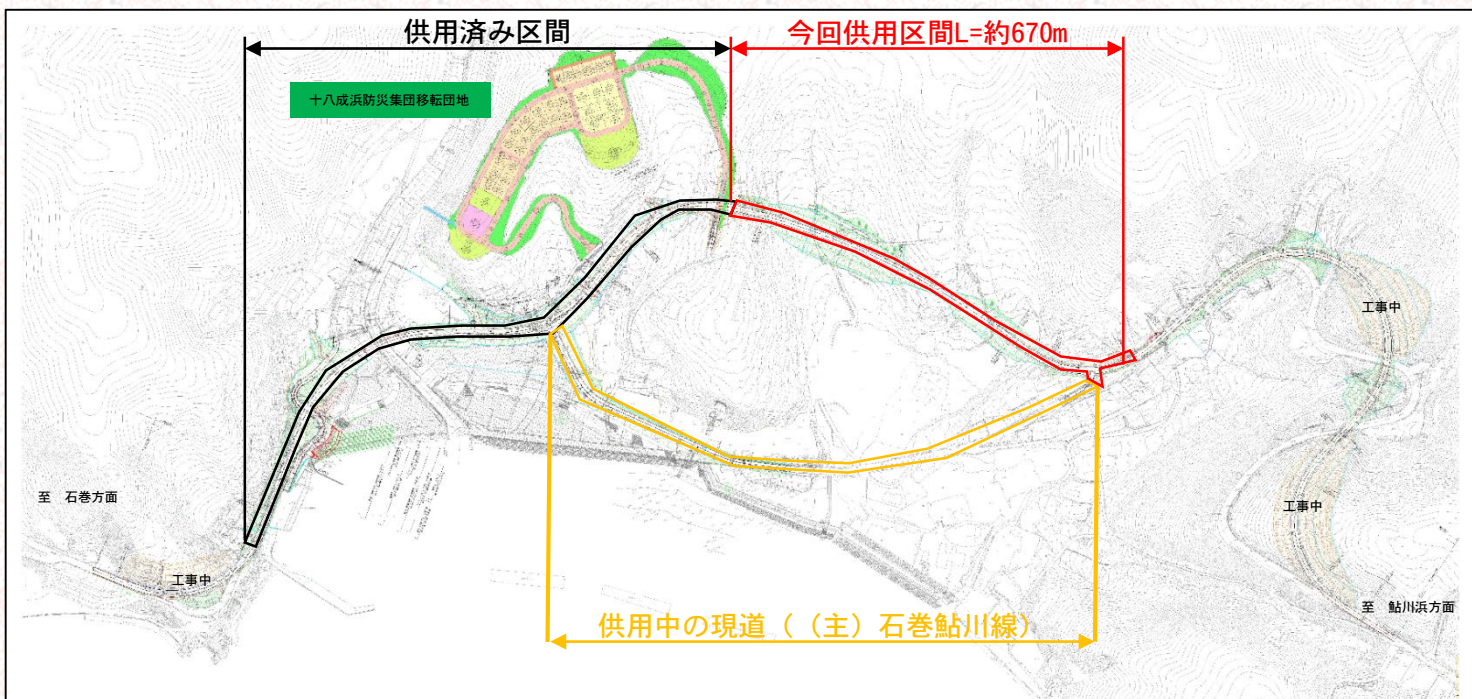 供用済み区間
今回供用区間L=約670m
十八成浜防災集団移転団地
工事中
至 石巻方面
工事中
工事中
至 鮎川浜方面
供用中の現道（（主）石巻鮎川線）